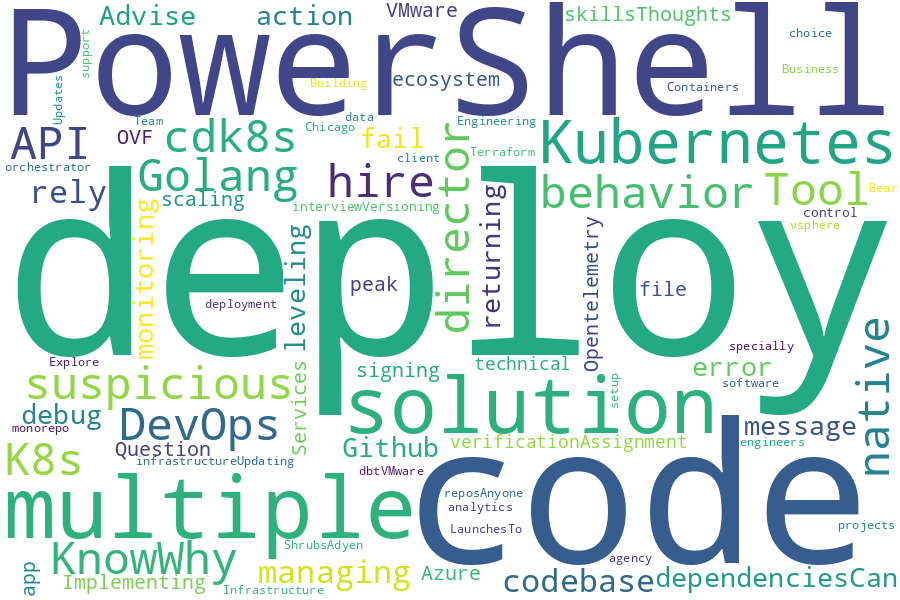 PowerShell
Advise
action
VMware
skillsThoughts
choice
support
Updates
Building
ecosystem
Containers
Business
Team
data
Chicago
Engineering
API
OVF
cdk8s
fail
director
Kubernetes
orchestrator
client
Terraform
Golang
rely
scaling
hire
behavior
Tool
Bear
interviewVersioning
returning
control
vsphere
monitoring
deploy
leveling
Opentelemetry
peak
file
deployment
native
specially
Explore
signing
technical
error
suspicious
Services
setup
software
solution
debug
DevOps
message
monorepo
Question
Github
verificationAssignment
engineers
K8s
infrastructureUpdating
dbtVMware
code
multiple
reposAnyone
analytics
LaunchesTo
projects
KnowWhy
ShrubsAdyen
agency
app
Implementing
managing
Azure
codebase
dependenciesCan
Infrastructure